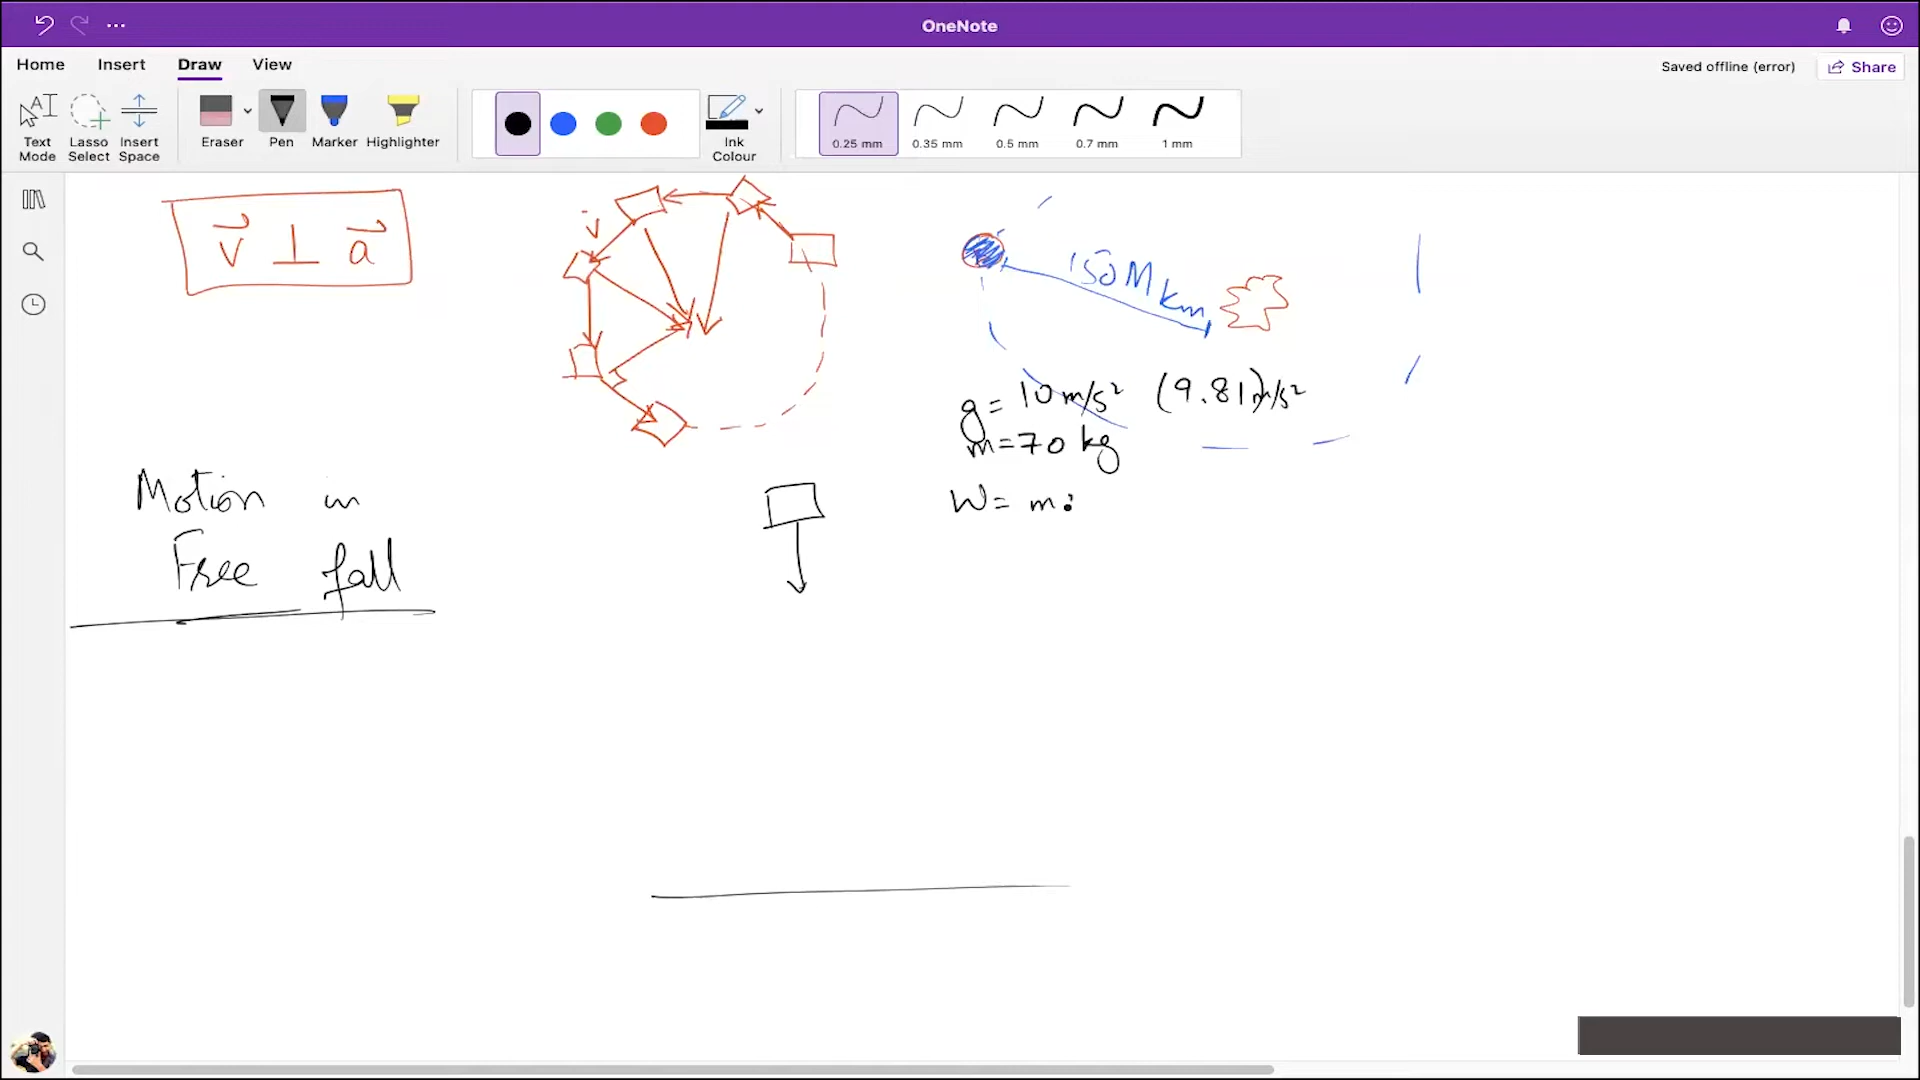 OneNote
Home Insert Draw View
Saved offline (error) Share
Text Mode
Lasso Select
Insert Space
Eraser
Pen
Marker
Highlighter
Ink Colour
0.25 mm
0.35 mm
0.5 mm
0.7 mm
1 mm
v ⊥ a
v
150M km
g = 10 m/s² (9.81)m/s²
m=70 kg
W= m
Motion in
Free fall